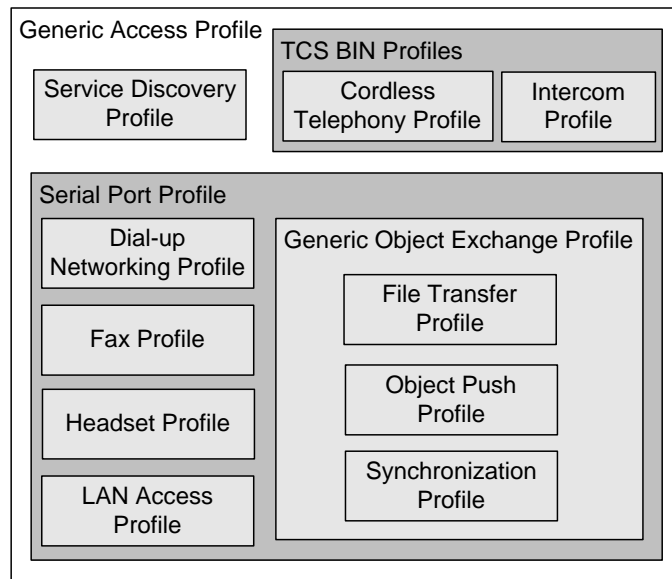 Generic Access Profile
TCS BIN Profiles
Service Discovery
Profile
Cordless
Telephony Profile
Intercom
Profile
Serial Port Profile
Dial-up
Networking Profile
Fax Profile
Headset Profile
LAN Access
Profile
Generic Object Exchange Profile
File Transfer
Profile
Object Push
Profile
Synchronization
Profile